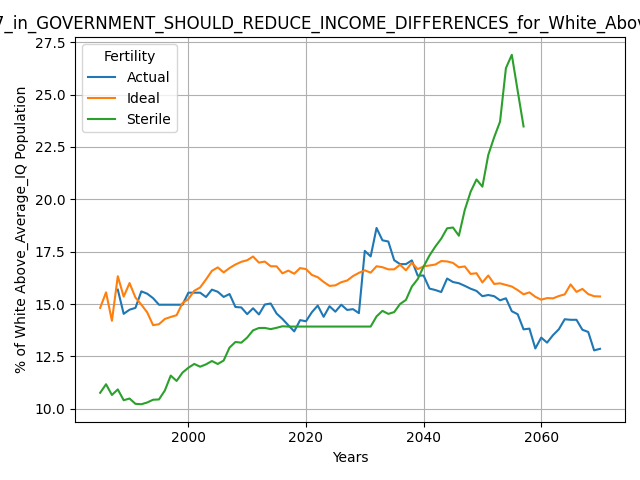 7_in_GOVERNMENT_SHOULD_REDUCE_INCOME_DIFFERENCES_for_White_Abov
Fertility
Actual
Ideal
Sterile
% of White Above_Average_IQ Population
27.5
25.0
22.5
20.0
17.5
15.0
12.5
10.0
2000
2020
2040
2060
Years